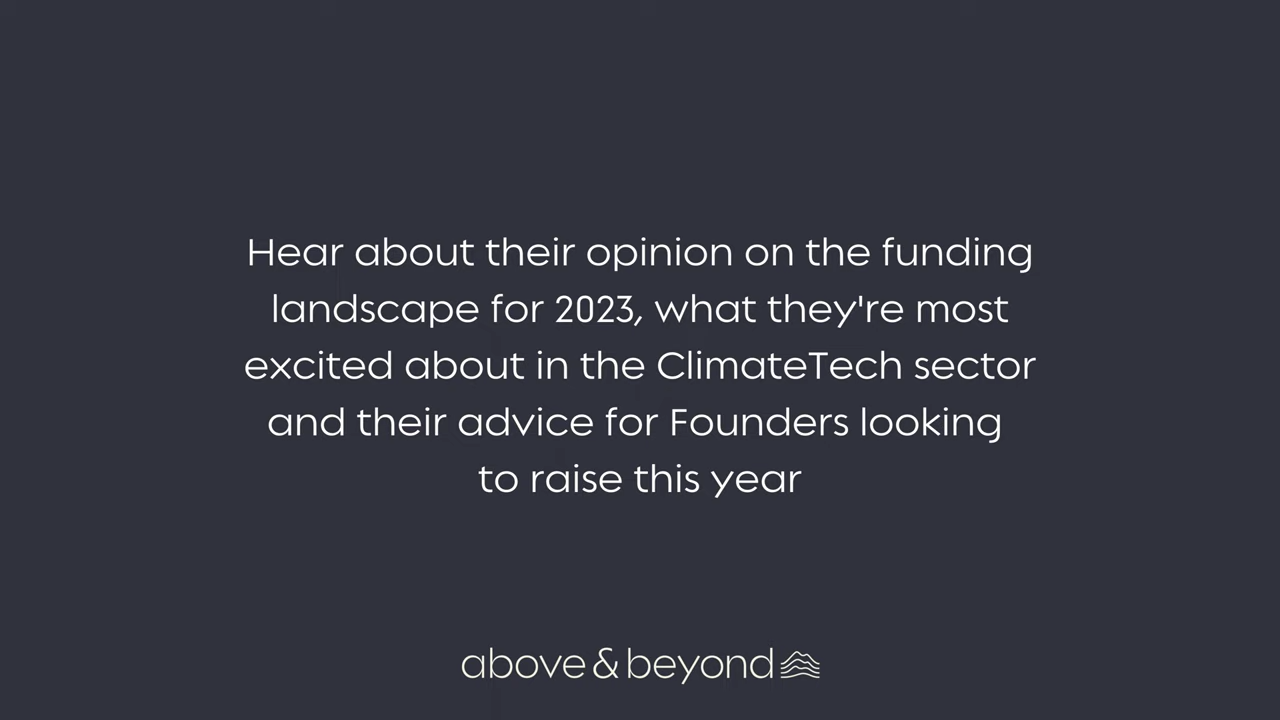 Hear about their opinion on the funding
landscape for 2023, what they're most
excited about in the ClimateTech sector
and their advice for Founders looking
to raise this year
above & beyond